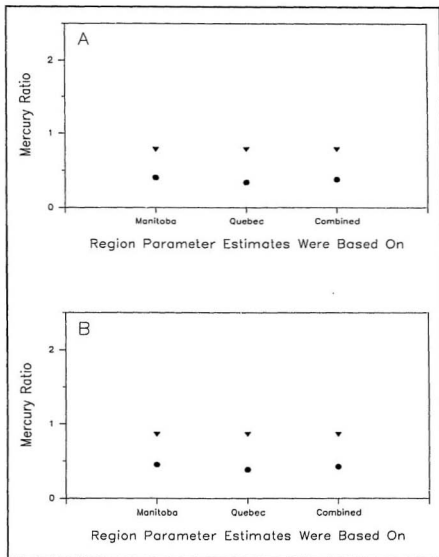 A
2
1
0
Mercury Ratio
Manitoba Quebec Combined
Region Parameter Estimates Were Based On
B
2
1
0
Mercury Ratio
Manitoba Quebec Combined
Region Parameter Estimates Were Based On